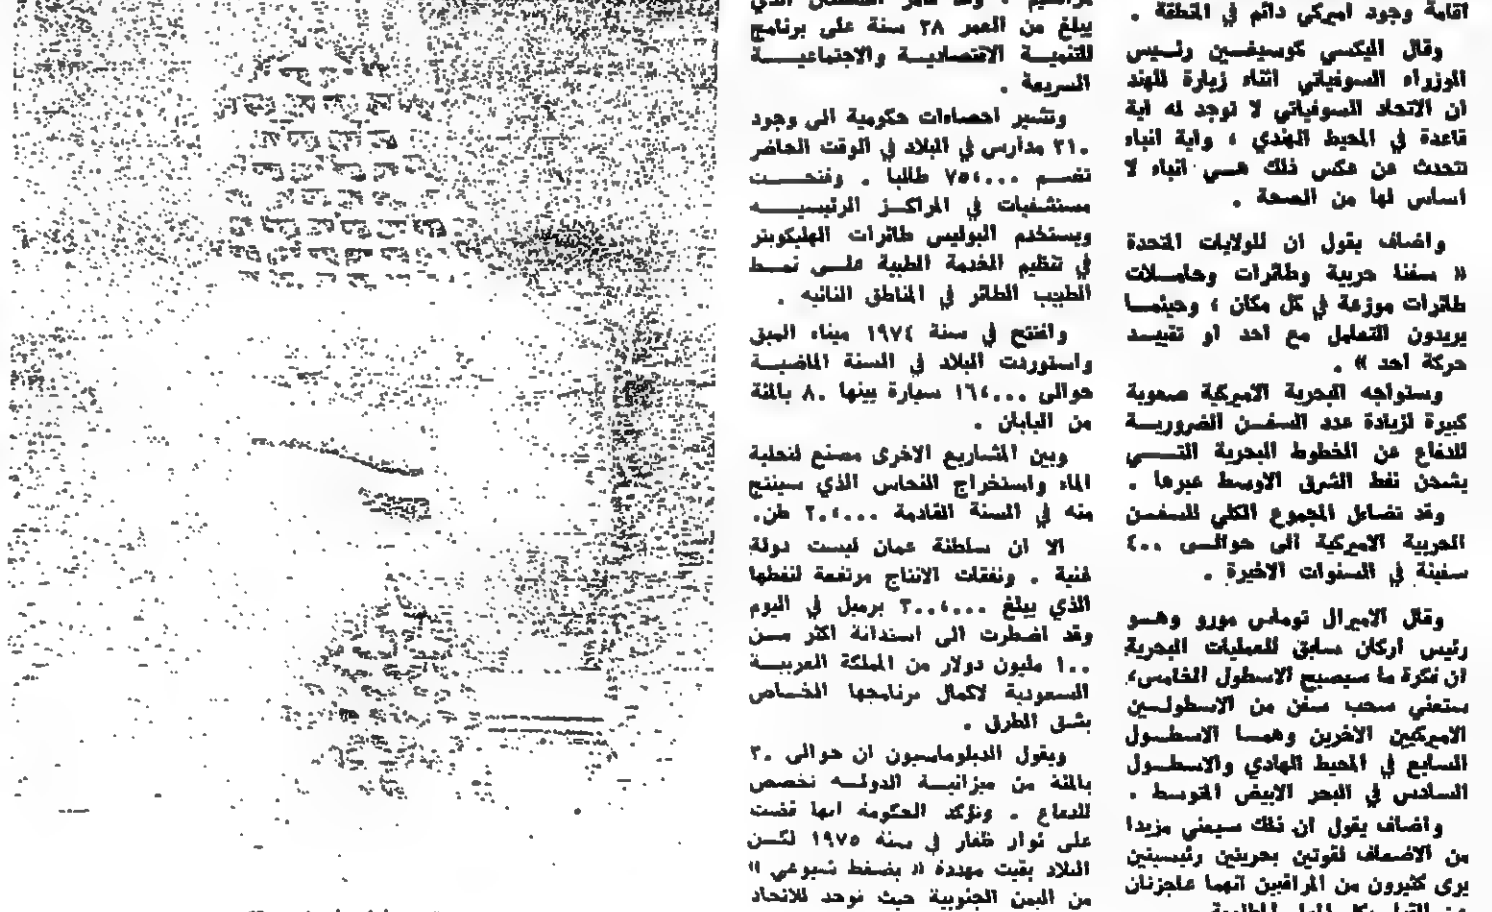 اقامة وجود اميركي دائم في المنطقة .
وقال اليكسي كوسيغين رئيس
الوزراء السوفياتي اثناء زيارة للهند
ان الاتحاد السوفياتي لا توجد له اية
قاعدة في المحيط الهندي ، واية انباء
تتحدث عن عكس ذلك هي انباء لا
اساس لها من الصحة .
واضاف يقول ان للولايات المتحدة
« سفنا حربية وطائرات وحاملات
طائرات موزعة في كل مكان ، وحيثما
يريدون التعامل مع احد او تقييد
حركة احد » .
وستواجه البحرية الاميركية صعوبة
كبيرة لزيادة عدد السفن الضرورية
للدفاع عن الخطوط البحرية التي
يشحن نفط الشرق الاوسط عبرها .
وقد تضاءل المجموع الكلي للسفن
الحربية الاميركية الى حوالى ٤٠٠
سفينة في السنوات الاخيرة .
وقال الاميرال توماس مورو وهو
رئيس اركان سابق للعمليات البحرية
ان فكرة ما سيصبح الاسطول الخامس،
ستعني سحب سفن من الاسطولين
الاميركيين الاخرين وهما الاسطول
السابع في المحيط الهادي والاسطول
السادس في البحر الابيض المتوسط .
واضاف يقول ان ذلك سيعني مزيدا
من الاضعاف لقوتين بحريتين رئيستين
يرى كثيرون من المراقبين انهما عاجزتان
يبلغ من العمر ٣٨ سنة على برنامج
للتنمية الاقتصادية والاجتماعية
السريعة .
وتشير احصاءات حكومية الى وجود
٢١٠ مدارس في البلاد في الوقت الحاضر
تضم ٧٥٤٠٠٠ طالبا . وفتحت
مستشفيات في المراكز الرئيسية
ويستخدم البوليس طائرات الهليكوبتر
في تنظيم الخدمة الطبية على نمط
الطبيب الطائر في المناطق النائيه .
وافتتح في سنة ١٩٧٤ ميناء العبق
واستوردت البلاد في السنة الماضية
حوالى ١٦٤٠٠٠ سيارة بينها ٨٠ بالمئة
من اليابان .
وبين المشاريع الاخرى مصنع لتحلية
الماء واستخراج النحاس الذي سينتج
منه في السنة القادمة ٢٠٤٠٠٠ طن.
الا ان سلطنة عمان ليست دولة
غنية . ونفقات الانتاج مرتفعة لنفطها
الذي يبلغ ٣٠٠٤٠٠٠ برميل في اليوم
وقد اضطرت الى استدانة اكثر من
١٠٠ مليون دولار من المملكة العربية
السعودية لاكمال برنامجها الخاص
بشق الطرق .
ويقول الدبلوماسيون ان حوالى ٣٠
بالمئة من ميزانية الدولة تخصص
للدفاع . وتؤكد الحكومة انها قضت
على ثوار ظفار في سنة ١٩٧٥ لكن
البلاد بقيت مهددة « بضغط شيوعي »
من اليمن الجنوبية حيث توجد للاتحاد